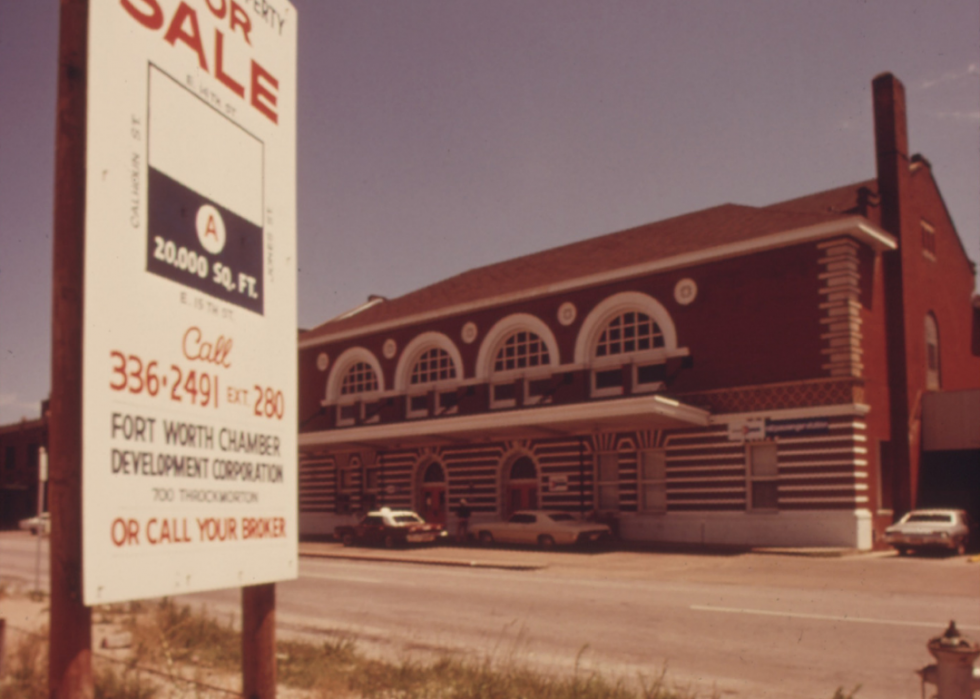 SALE
E. 14TH ST.
CALHOUN ST.
JONES ST.
A
20,000 SQ. FT.
E. 15TH ST.
Call
336-2491 EXT. 280
FORT WORTH CHAMBER
DEVELOPMENT CORPORATION
700 THROCKMORTON
OR CALL YOUR BROKER